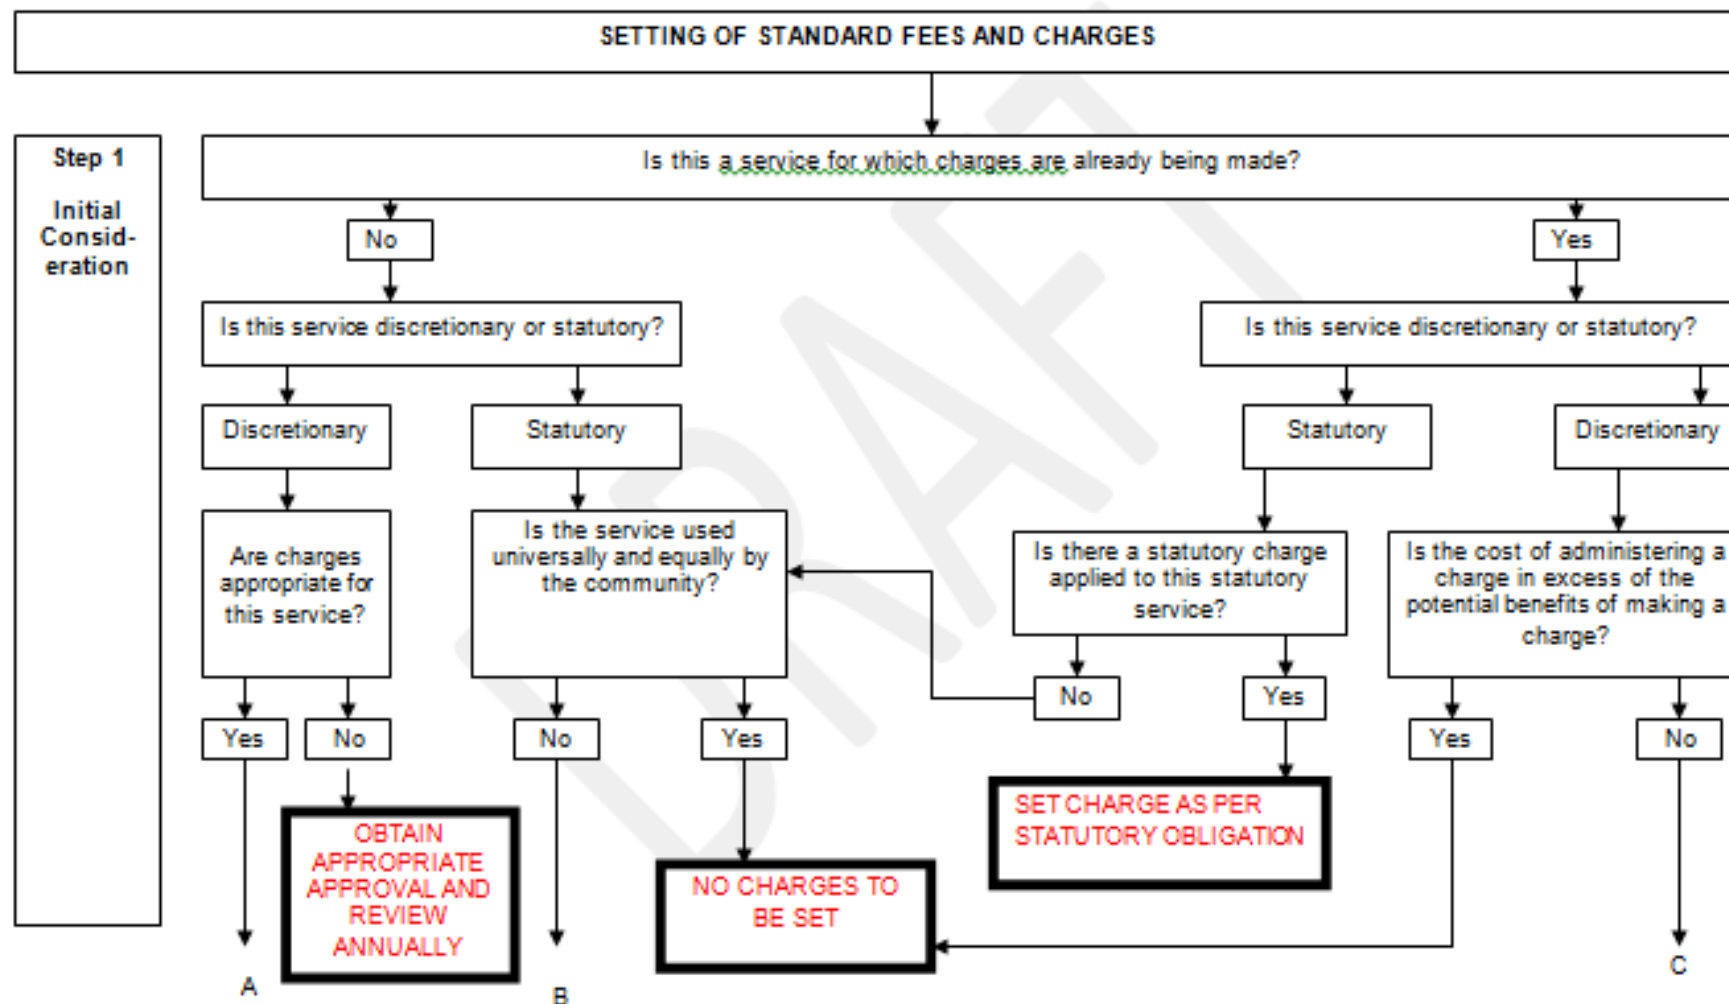 SETTING OF STANDARD FEES AND CHARGES
Step 1
Initial
Consid-
eration
Is this a service for which charges are already being made?
No
Yes
Is this service discretionary or statutory?
Is this service discretionary or statutory?
Discretionary
Statutory
Statutory
Discretionary
Are charges
appropriate for
this service?
Is the service used
universally and equally by
the community?
Is there a statutory charge
applied to this statutory
service?
Is the cost of administering a
charge in excess of the
potential benefits of making a
charge?
No
Yes
Yes
No
No
Yes
Yes
No
OBTAIN
APPROPRIATE
APPROVAL AND
REVIEW
ANNUALLY
NO CHARGES TO
BE SET
SET CHARGE AS PER
STATUTORY OBLIGATION
A
B
C
DRAFT